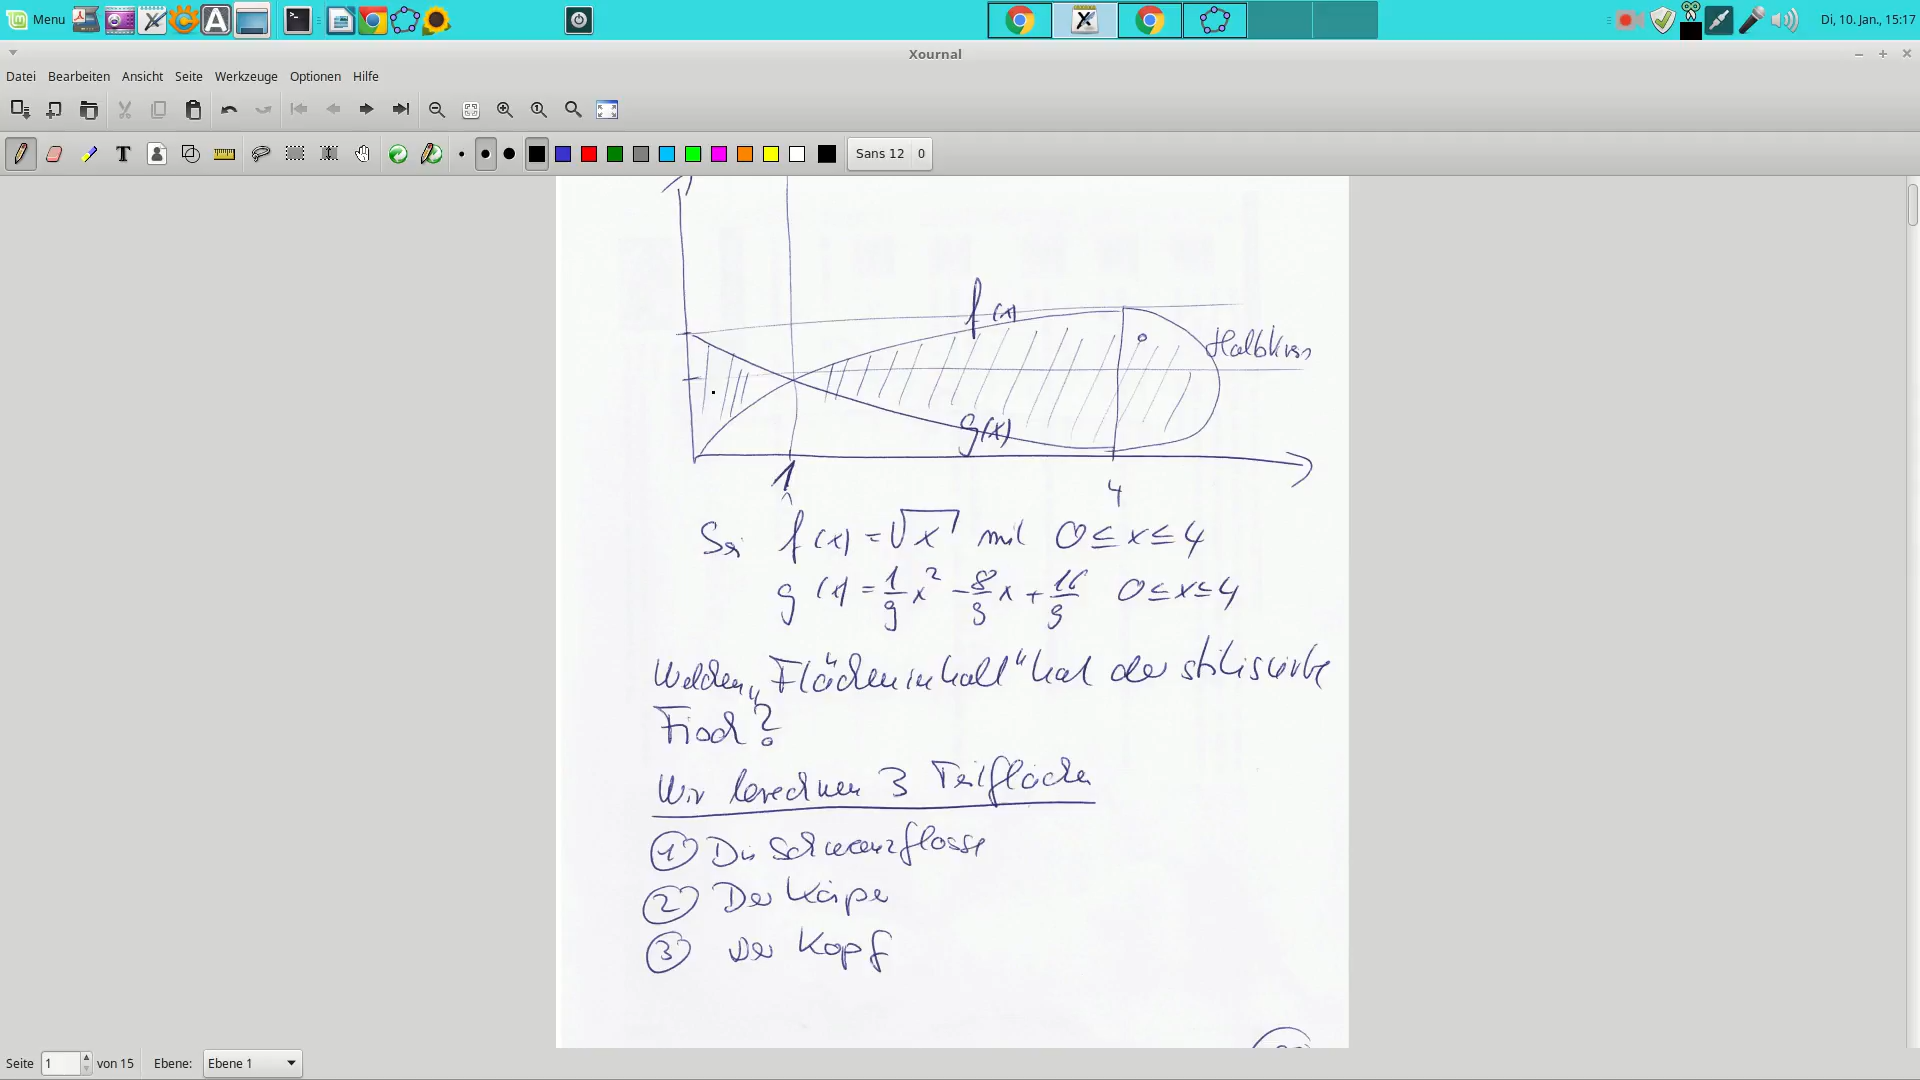 Menu
Di, 10. Jan., 15:17
Xournal
Datei Bearbeiten Ansicht Seite Werkzeuge Optionen Hilfe
Sans 12 0
f(x)
Halbkreis
g(x)
1 4
Sei f(x) = √x mit 0 ≤ x ≤ 4
g(x) = 1/9 x² - 8/9 x + 16/9 0 ≤ x ≤ 4
Welchen „Flächeninhalt“ hat der stilisierte
Fisch?
Wir berechnen 3 Teilflächen
① Die Schwanzflosse
② Der Körper
③ Der Kopf
Seite 1 von 15 Ebene: Ebene 1